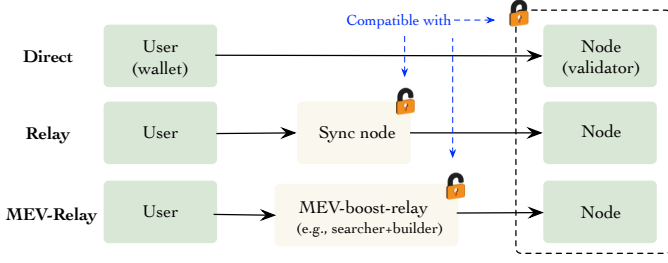 Compatible with
Direct
User
(wallet)
Node
(validator)
Relay
User
Sync node
Node
MEV-Relay
User
MEV-boost-relay
(e.g., searcher+builder)
Node